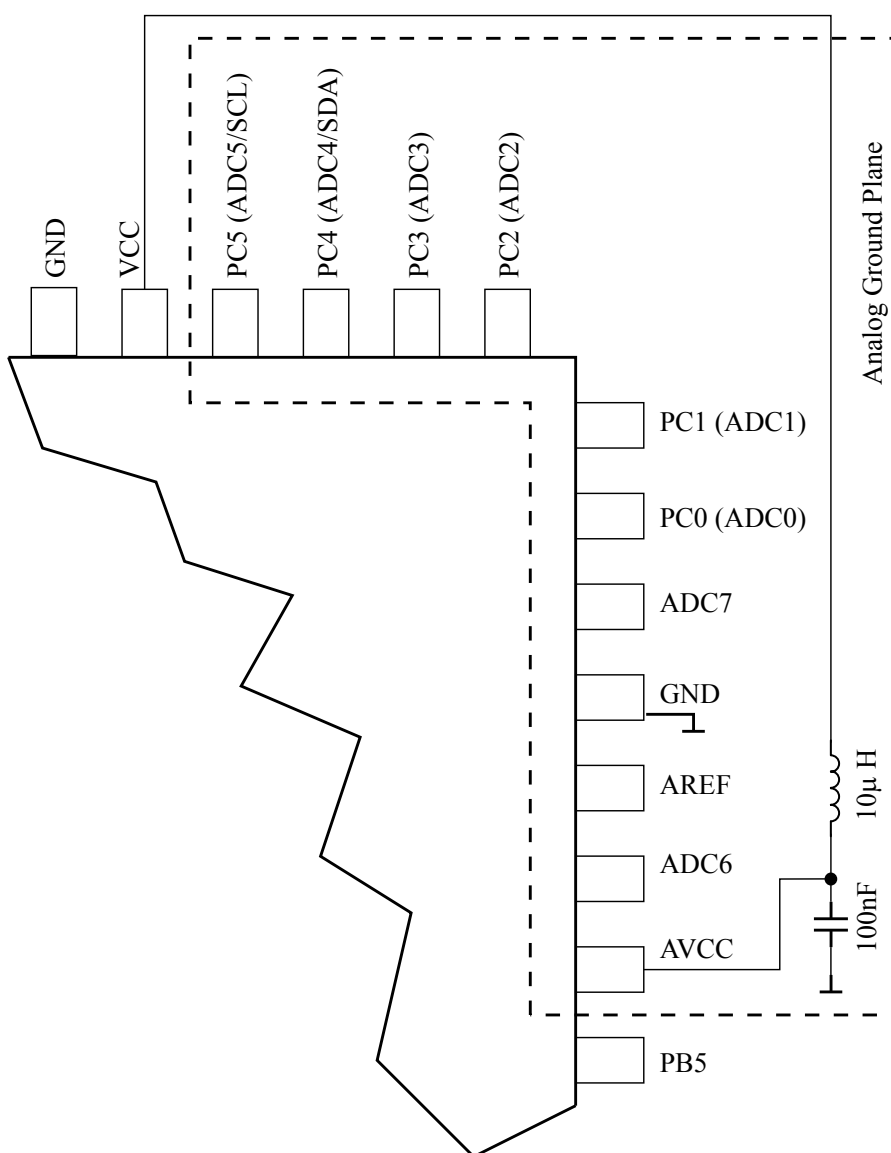 GND
VCC
PC5 (ADC5/SCL)
PC4 (ADC4/SDA)
PC3 (ADC3)
PC2 (ADC2)
Analog Ground Plane
PC1 (ADC1)
PC0 (ADC0)
ADC7
GND
AREF
10µ H
ADC6
100nF
AVCC
PB5